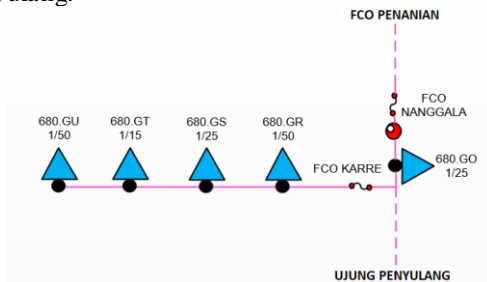 ulang.
FCO PENANIAN
FCO
NANGGALA
680.GU
1/50
680.GT
1/15
680.GS
1/25
680.GR
1/50
FCO KARRE
680.GO
1/25
UJUNG PENYULANG